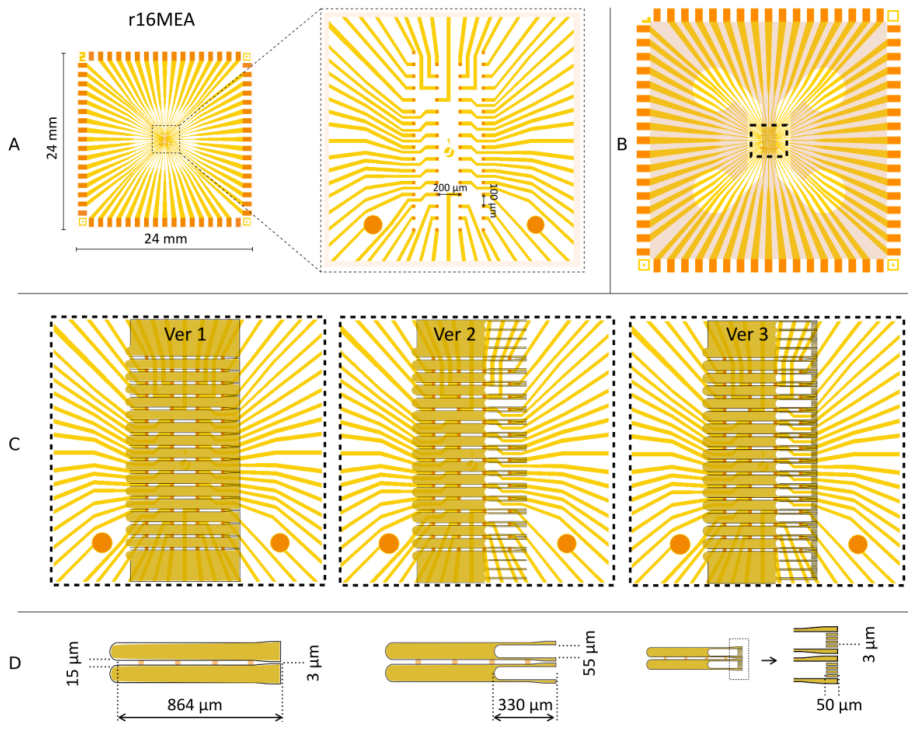 r16MEA
A
24 mm
24 mm
200 µm
100 µm
B
C
Ver 1
Ver 2
Ver 3
D
15 µm
3 µm
864 µm
55 µm
330 µm
3 µm
50 µm